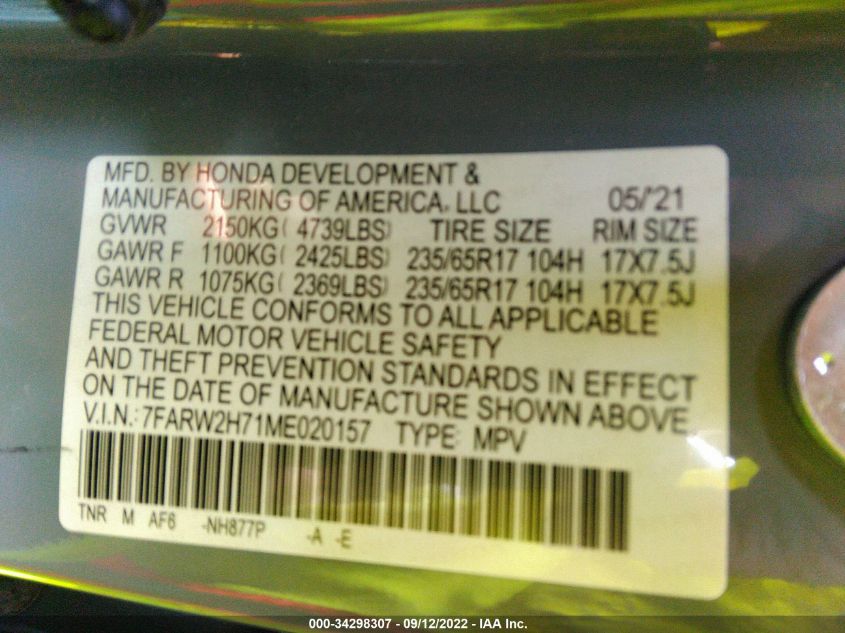 MFD. BY HONDA DEVELOPMENT &
MANUFACTURING OF AMERICA, LLC 05/'21
GVWR 2150KG( 4739LBS) TIRE SIZE RIM SIZE
GAWR F 1100KG( 2425LBS) 235/65R17 104H 17X7.5J
GAWR R 1075KG( 2369LBS) 235/65R17 104H 17X7.5J
THIS VEHICLE CONFORMS TO ALL APPLICABLE
FEDERAL MOTOR VEHICLE SAFETY
AND THEFT PREVENTION STANDARDS IN EFFECT
ON THE DATE OF MANUFACTURE SHOWN ABOVE.
V.I.N.: 7FARW2H71ME020157 TYPE: MPV
TNR M AF6 -NH877P -A -E
000-34298307 - 09/12/2022 - IAA Inc.